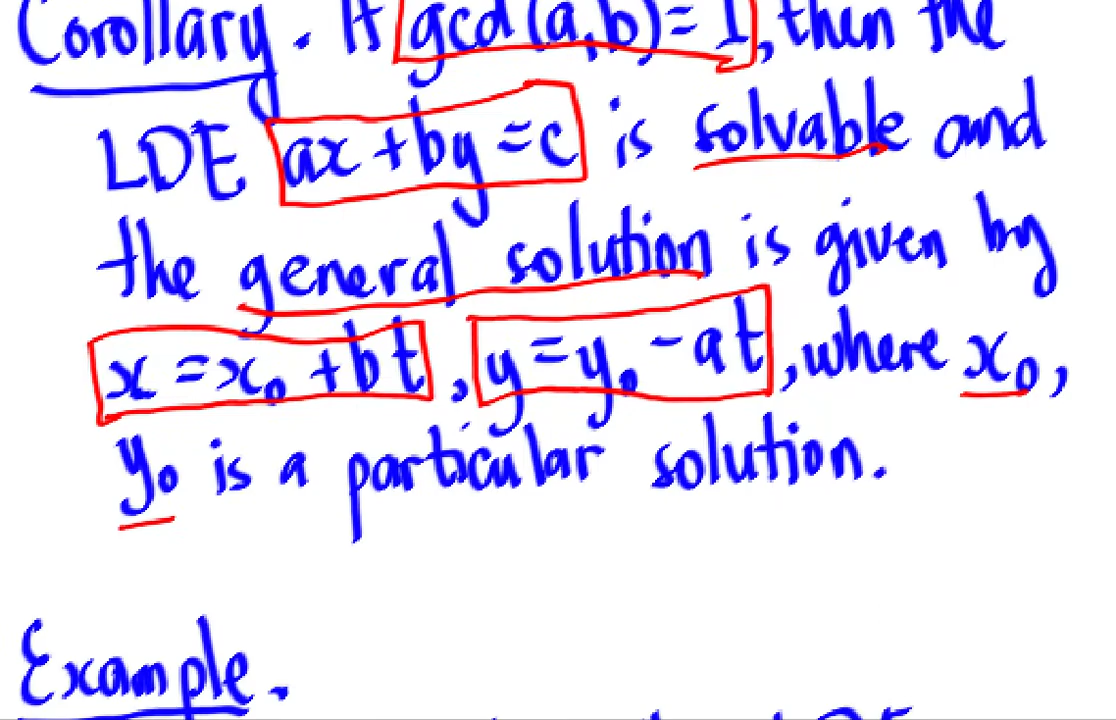 Corollary. If gcd(a,b)=1, then the
LDE ax+by=c is solvable and
the general solution is given by
x=x₀+bt, y=y₀-at, where x₀,
y₀ is a particular solution.
Example.